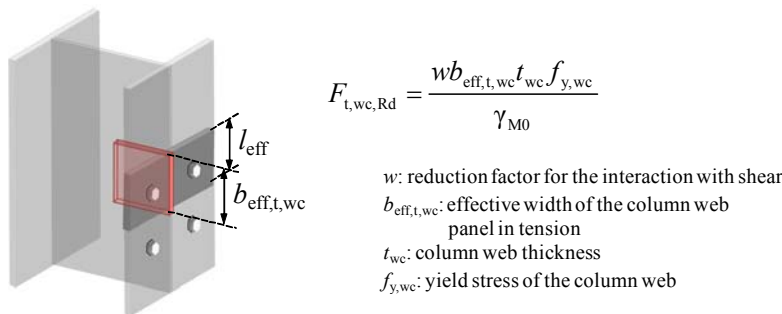 l_eff
b_eff,t,wc
F_t,wc,Rd = \frac{w b_eff,t,wc t_wc f_y,wc}{γ_M0}
w: reduction factor for the interaction with shear
b_eff,t,wc: effective width of the column web
panel in tension
t_wc: column web thickness
f_y,wc: yield stress of the column web